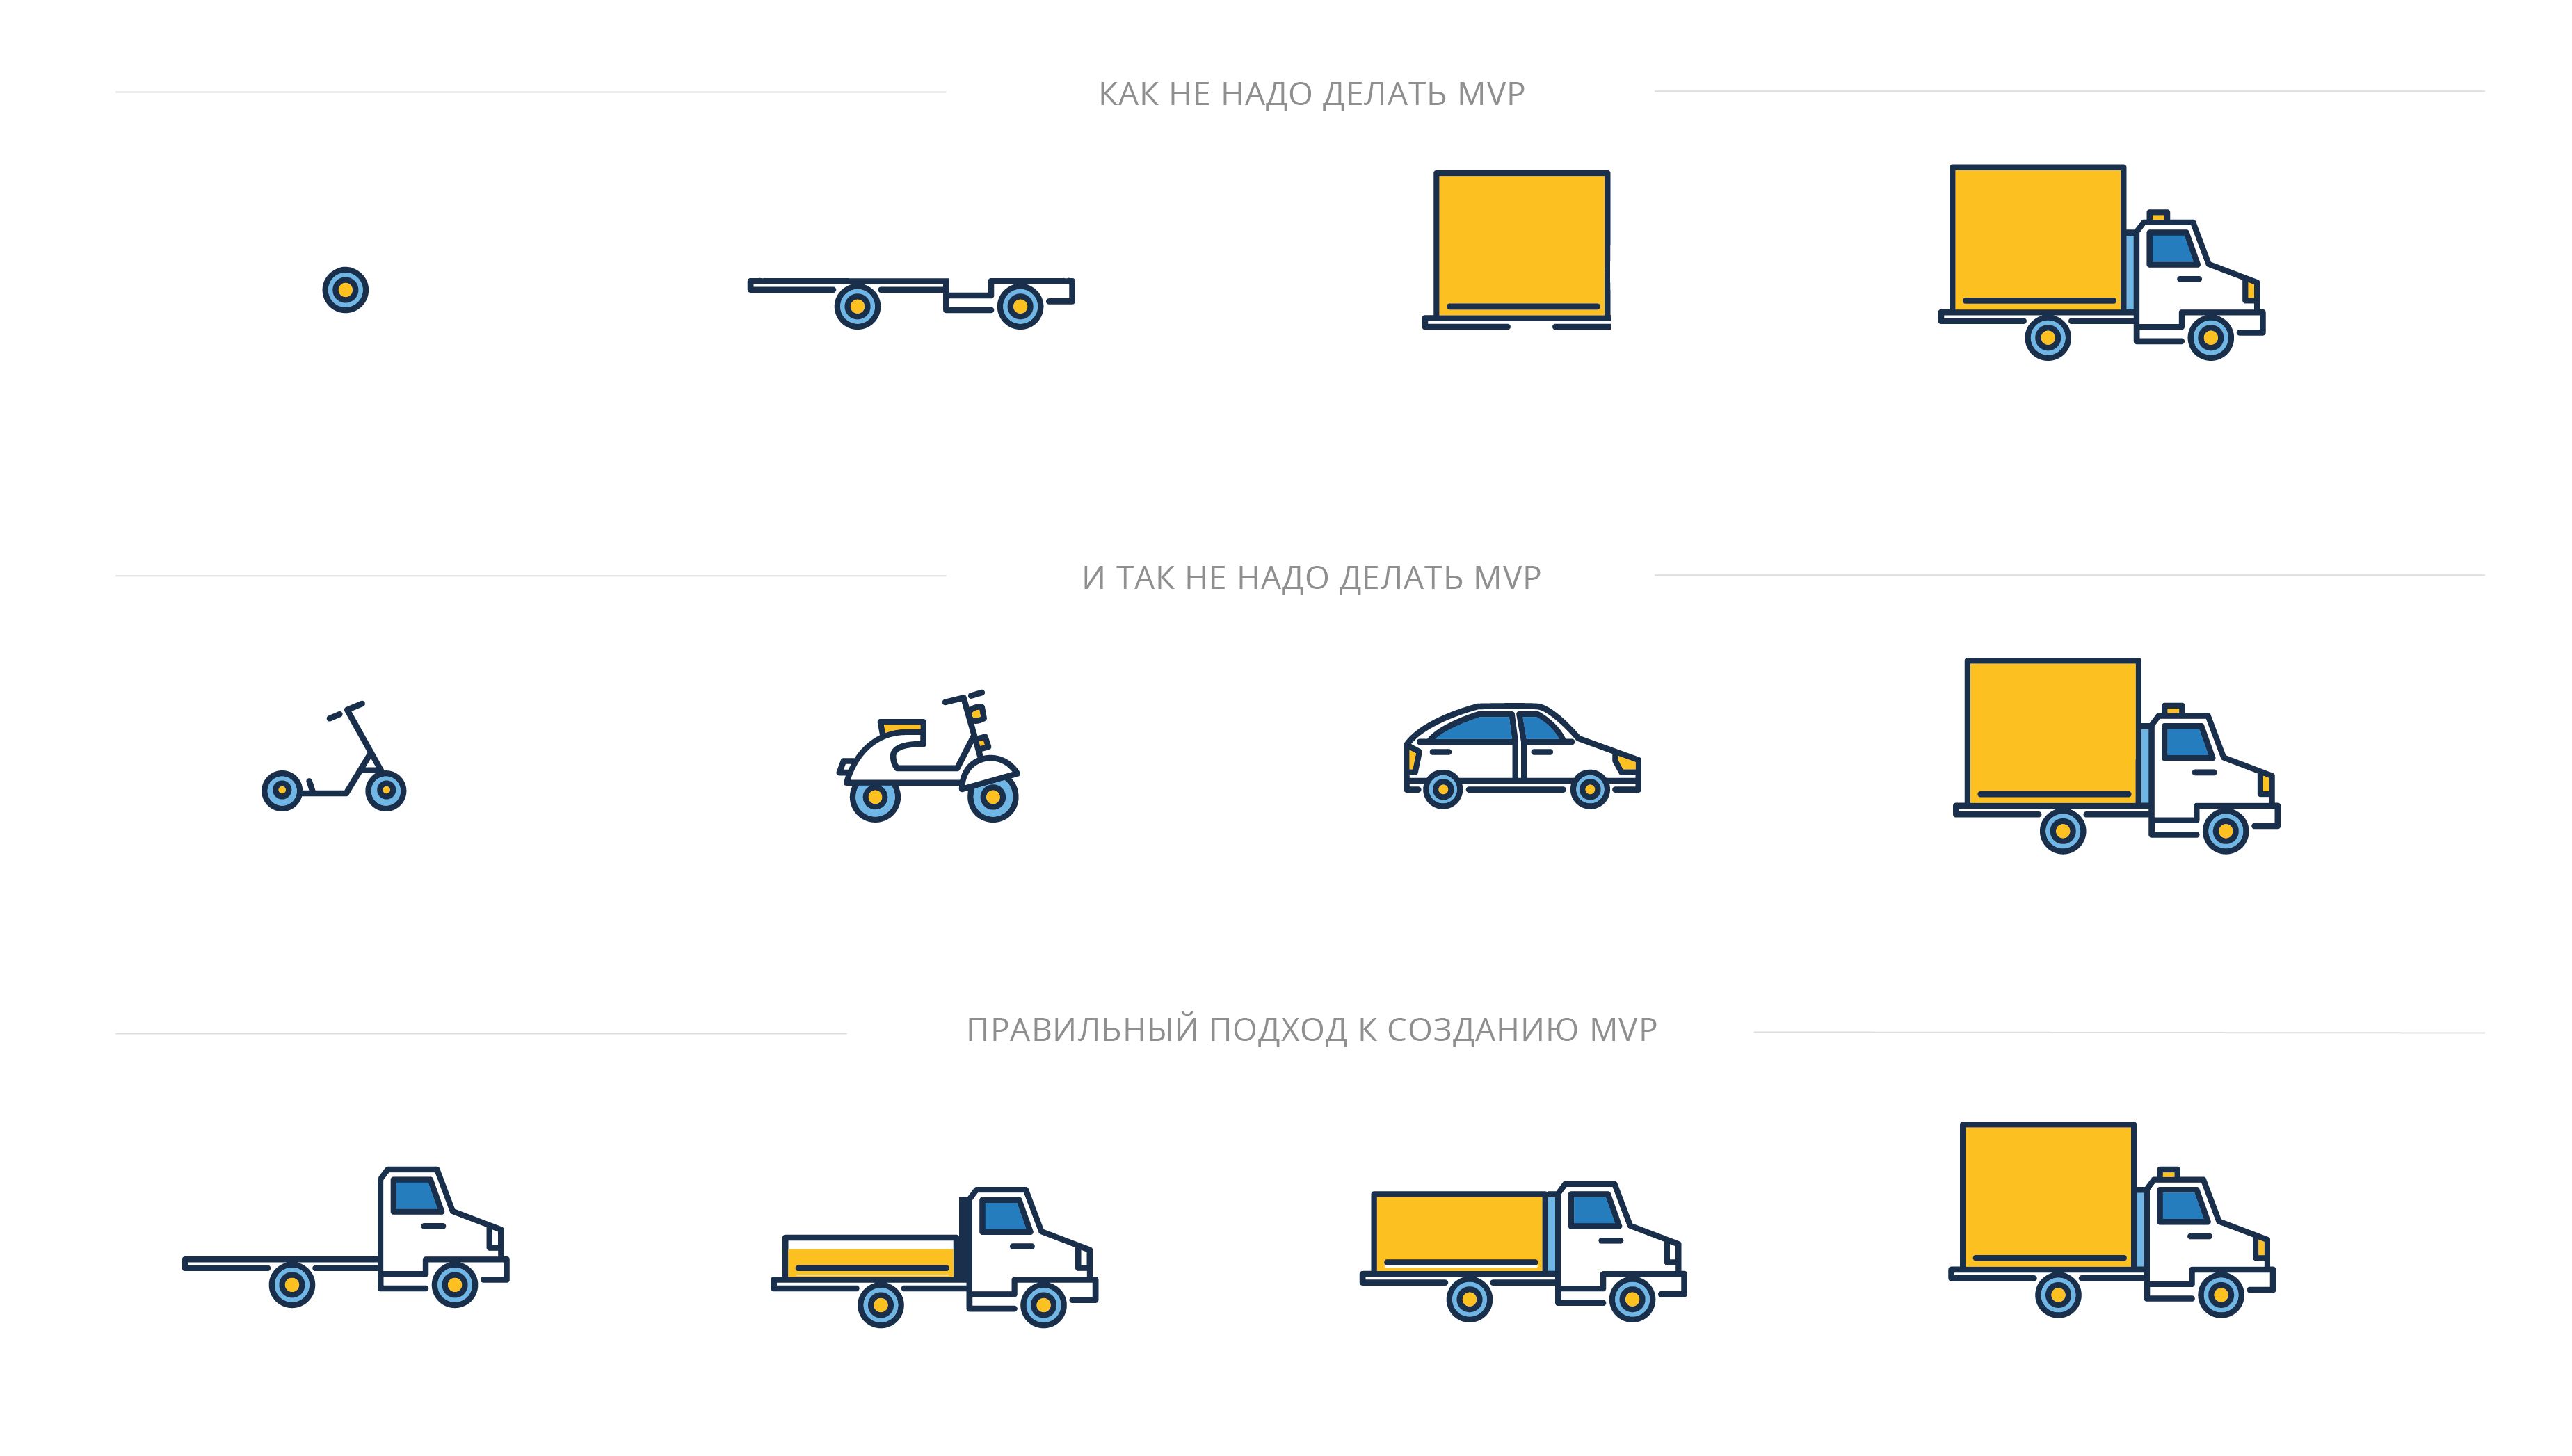 КАК НЕ НАДО ДЕЛАТЬ MVP
И ТАК НЕ НАДО ДЕЛАТЬ MVP
ПРАВИЛЬНЫЙ ПОДХОД К СОЗДАНИЮ MVP